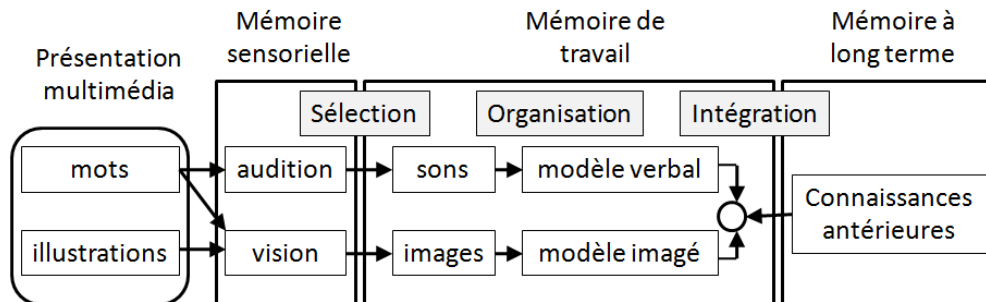 Présentation
multimédia
Mémoire
sensorielle
Mémoire de
travail
Mémoire à
long terme
Sélection
Organisation
Intégration
mots
audition
sons
modèle verbal
illustrations
vision
images
modèle imagé
Connaissances
antérieures